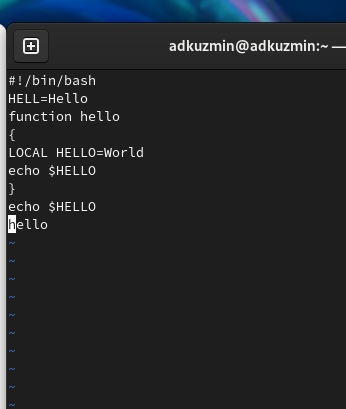 adkuzmin@adkuzmin:~ —
#!/bin/bash
HELL=Hello
function hello
{
LOCAL HELLO=World
echo $HELLO
}
echo $HELLO
hello
~
~
~
~
~
~
~
~
~
~